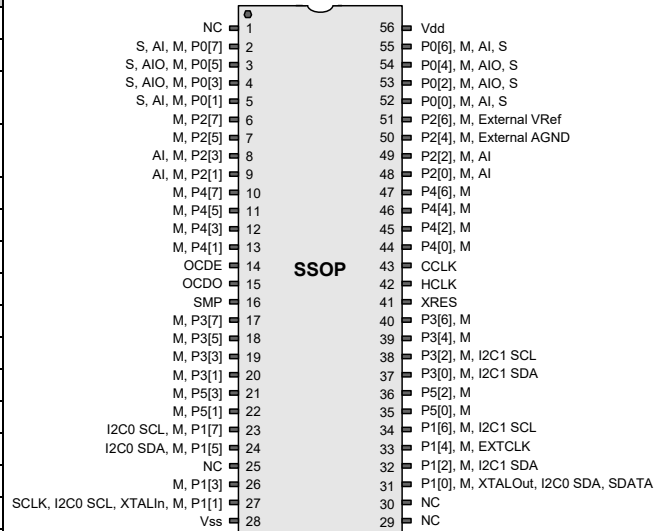 NC 1
S, AI, M, P0[7] 2
S, AIO, M, P0[5] 3
S, AIO, M, P0[3] 4
S, AI, M, P0[1] 5
M, P2[7] 6
M, P2[5] 7
AI, M, P2[3] 8
AI, M, P2[1] 9
M, P4[7] 10
M, P4[5] 11
M, P4[3] 12
M, P4[1] 13
OCDE 14
OCDO 15
SMP 16
M, P3[7] 17
M, P3[5] 18
M, P3[3] 19
M, P3[1] 20
M, P5[3] 21
M, P5[1] 22
I2C0 SCL, M, P1[7] 23
I2C0 SDA, M, P1[5] 24
NC 25
M, P1[3] 26
SCLK, I2C0 SCL, XTALIn, M, P1[1] 27
Vss 28
SSOP
56 Vdd
55 P0[6], M, AI, S
54 P0[4], M, AIO, S
53 P0[2], M, AIO, S
52 P0[0], M, AI, S
51 P2[6], M, External VRef
50 P2[4], M, External AGND
49 P2[2], M, AI
48 P2[0], M, AI
47 P4[6], M
46 P4[4], M
45 P4[2], M
44 P4[0], M
43 CCLK
42 HCLK
41 XRES
40 P3[6], M
39 P3[4], M
38 P3[2], M, I2C1 SCL
37 P3[0], M, I2C1 SDA
36 P5[2], M
35 P5[0], M
34 P1[6], M, I2C1 SCL
33 P1[4], M, EXTCLK
32 P1[2], M, I2C1 SDA
31 P1[0], M, XTALOut, I2C0 SDA, SDATA
30 NC
29 NC